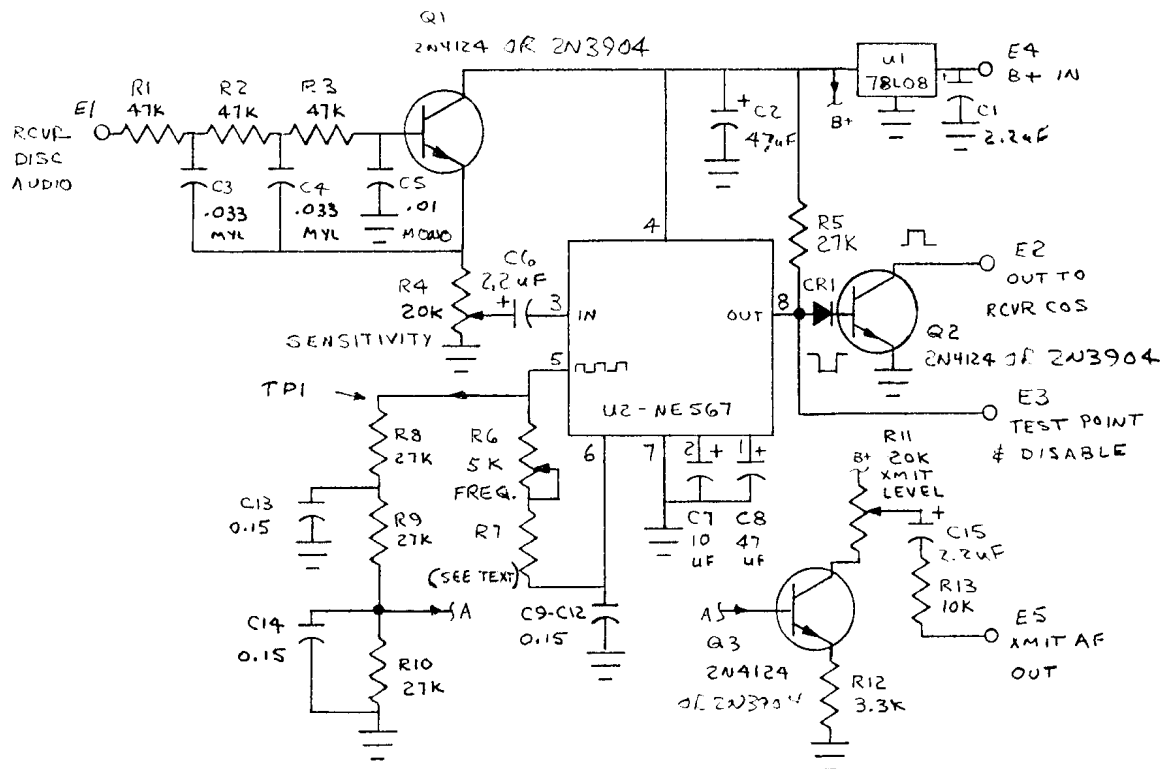 Q1
2N4124 OR 2N3904
E1
RCVR
DISC
AUDIO
R1
47K
R2
47K
R3
47K
C3
.033
MYL
C4
.033
MYL
C5
.01
MONO
+
C2
47uF
B+
U1
78L08
E4
B+ IN
C1
2.2uF
R4
20K
SENSITIVITY
C6
2.2uF
+
3
IN
4
5
U2-NE567
OUT
8
6
7
2
+
1
+
R5
27K
CR1
Q2
2N4124 OR 2N3904
E2
OUT TO
RCVR COS
E3
TEST POINT
& DISABLE
TP1
R8
27K
R6
5K
FREQ.
R7
(SEE TEXT)
C13
0.15
R9
27K
A
C14
0.15
R10
27K
C9-C12
0.15
C7
10
uF
C8
47
uF
B+
R11
20K
XMIT
LEVEL
+
C15
2.2uF
R13
10K
E5
XMIT AF
OUT
A
Q3
2N4124
OR 2N3904
R12
3.3K